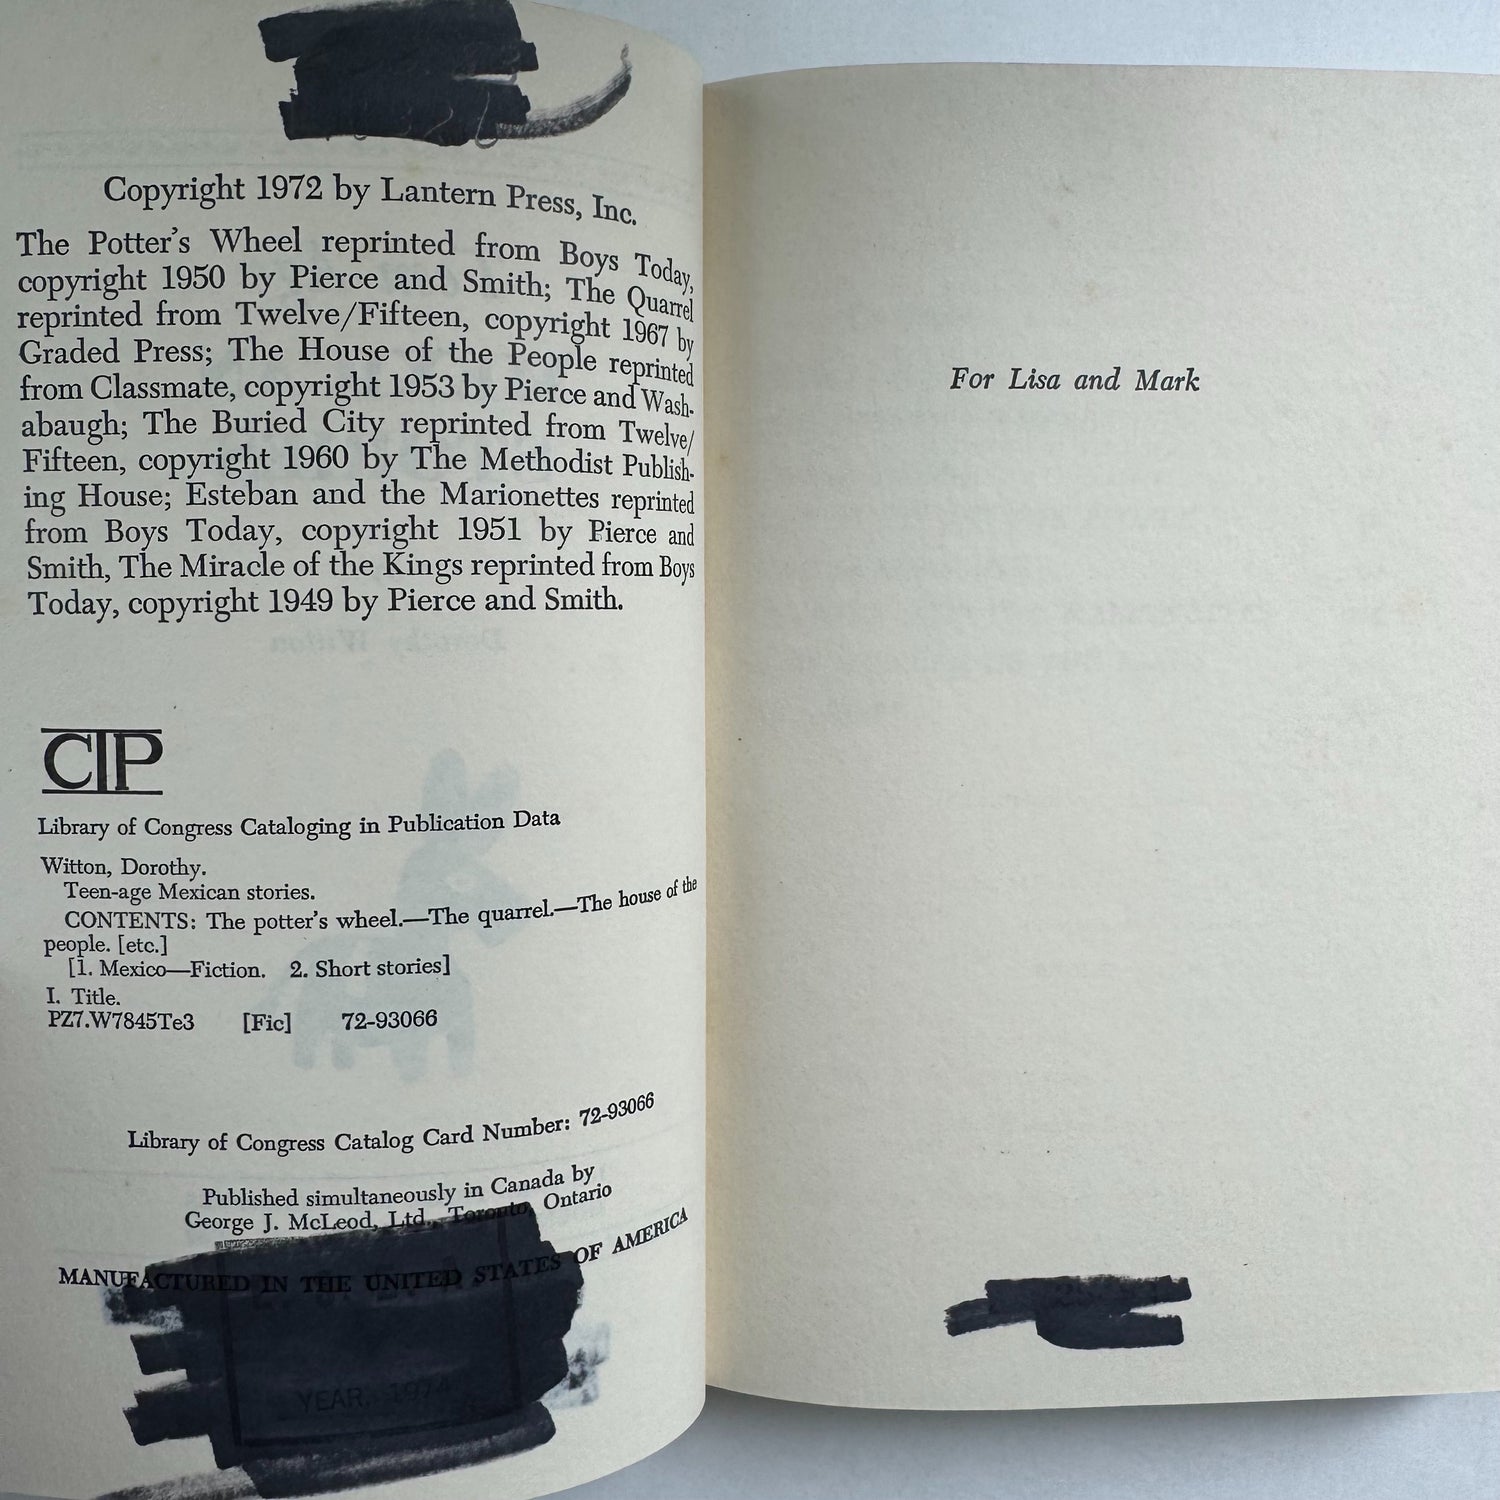 Copyright 1972 by Lantern Press, Inc.
The Potter's Wheel reprinted from Boys Today,
copyright 1950 by Pierce and Smith; The Quarrel
reprinted from Twelve/Fifteen, copyright 1967 by
Graded Press; The House of the People reprinted
from Classmate, copyright 1953 by Pierce and Wash-
abaugh; The Buried City reprinted from Twelve/
Fifteen, copyright 1960 by The Methodist Publish-
ing House; Esteban and the Marionettes reprinted
from Boys Today, copyright 1951 by Pierce and
Smith, The Miracle of the Kings reprinted from Boys
Today, copyright 1949 by Pierce and Smith.
Dorothy Witton
CIP
Library of Congress Cataloging in Publication Data
Witton, Dorothy.
Teen-age Mexican stories.
CONTENTS: The potter's wheel.—The quarrel.—The house of the
people. [etc.]
[1. Mexico—Fiction. 2. Short stories]
I. Title.
PZ7.W7845Te3 [Fic] 72-93066
Library of Congress Catalog Card Number: 72-93066
Published simultaneously in Canada by
George J. McLeod, Ltd., Toronto, Ontario
MANUFACTURED IN THE UNITED STATES OF AMERICA
YEAR 1974
For Lisa and Mark